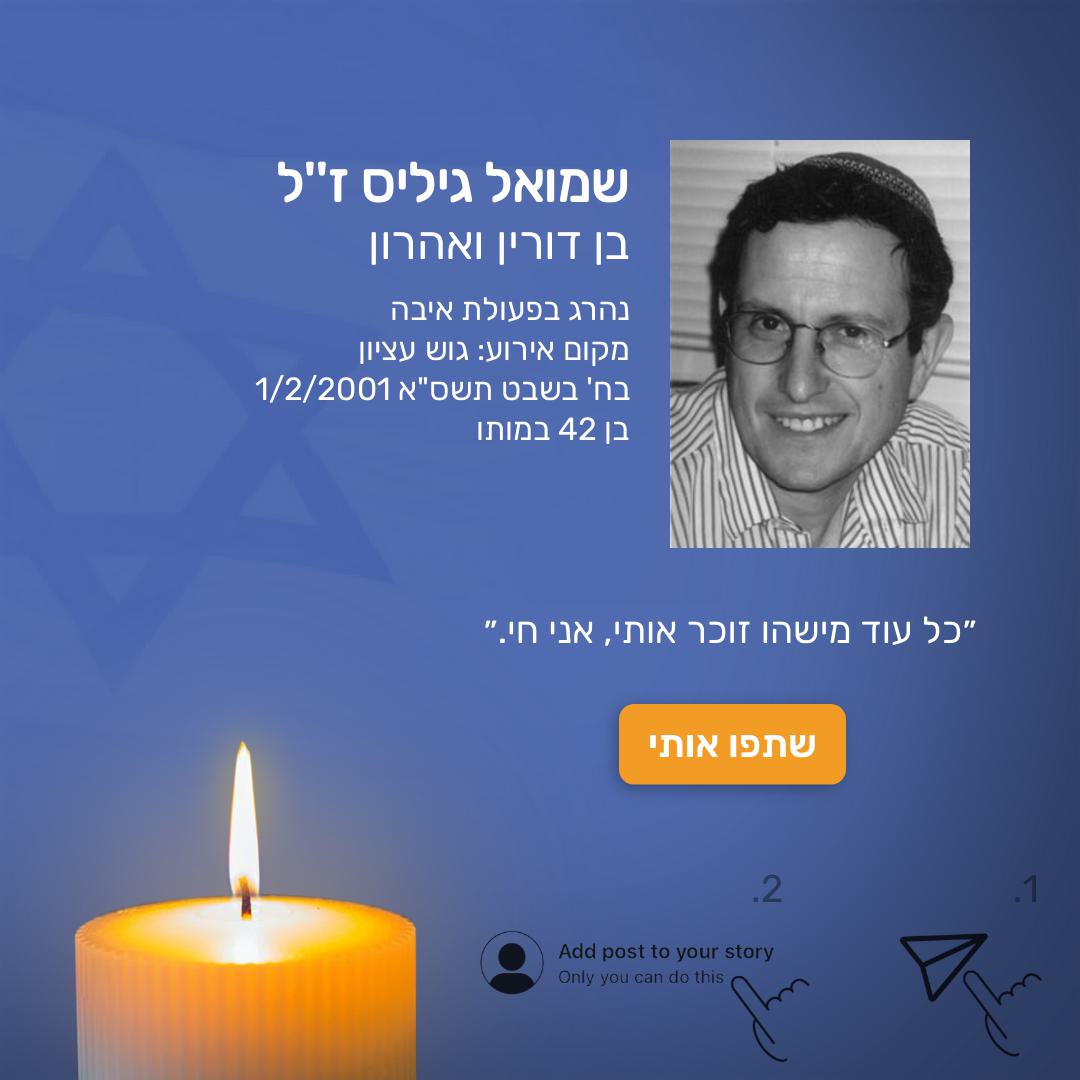 שמואל גיליס ז"ל
בן דורין ואהרון
נהרג בפעולת איבה
מקום אירוע: גוש עציון
בח' בשבט תשס"א 1/2/2001
בן 42 במותו
״כל עוד מישהו זוכר אותי, אני חי.״
שתפו אותי
1.
2.
Add post to your story
Only you can do this